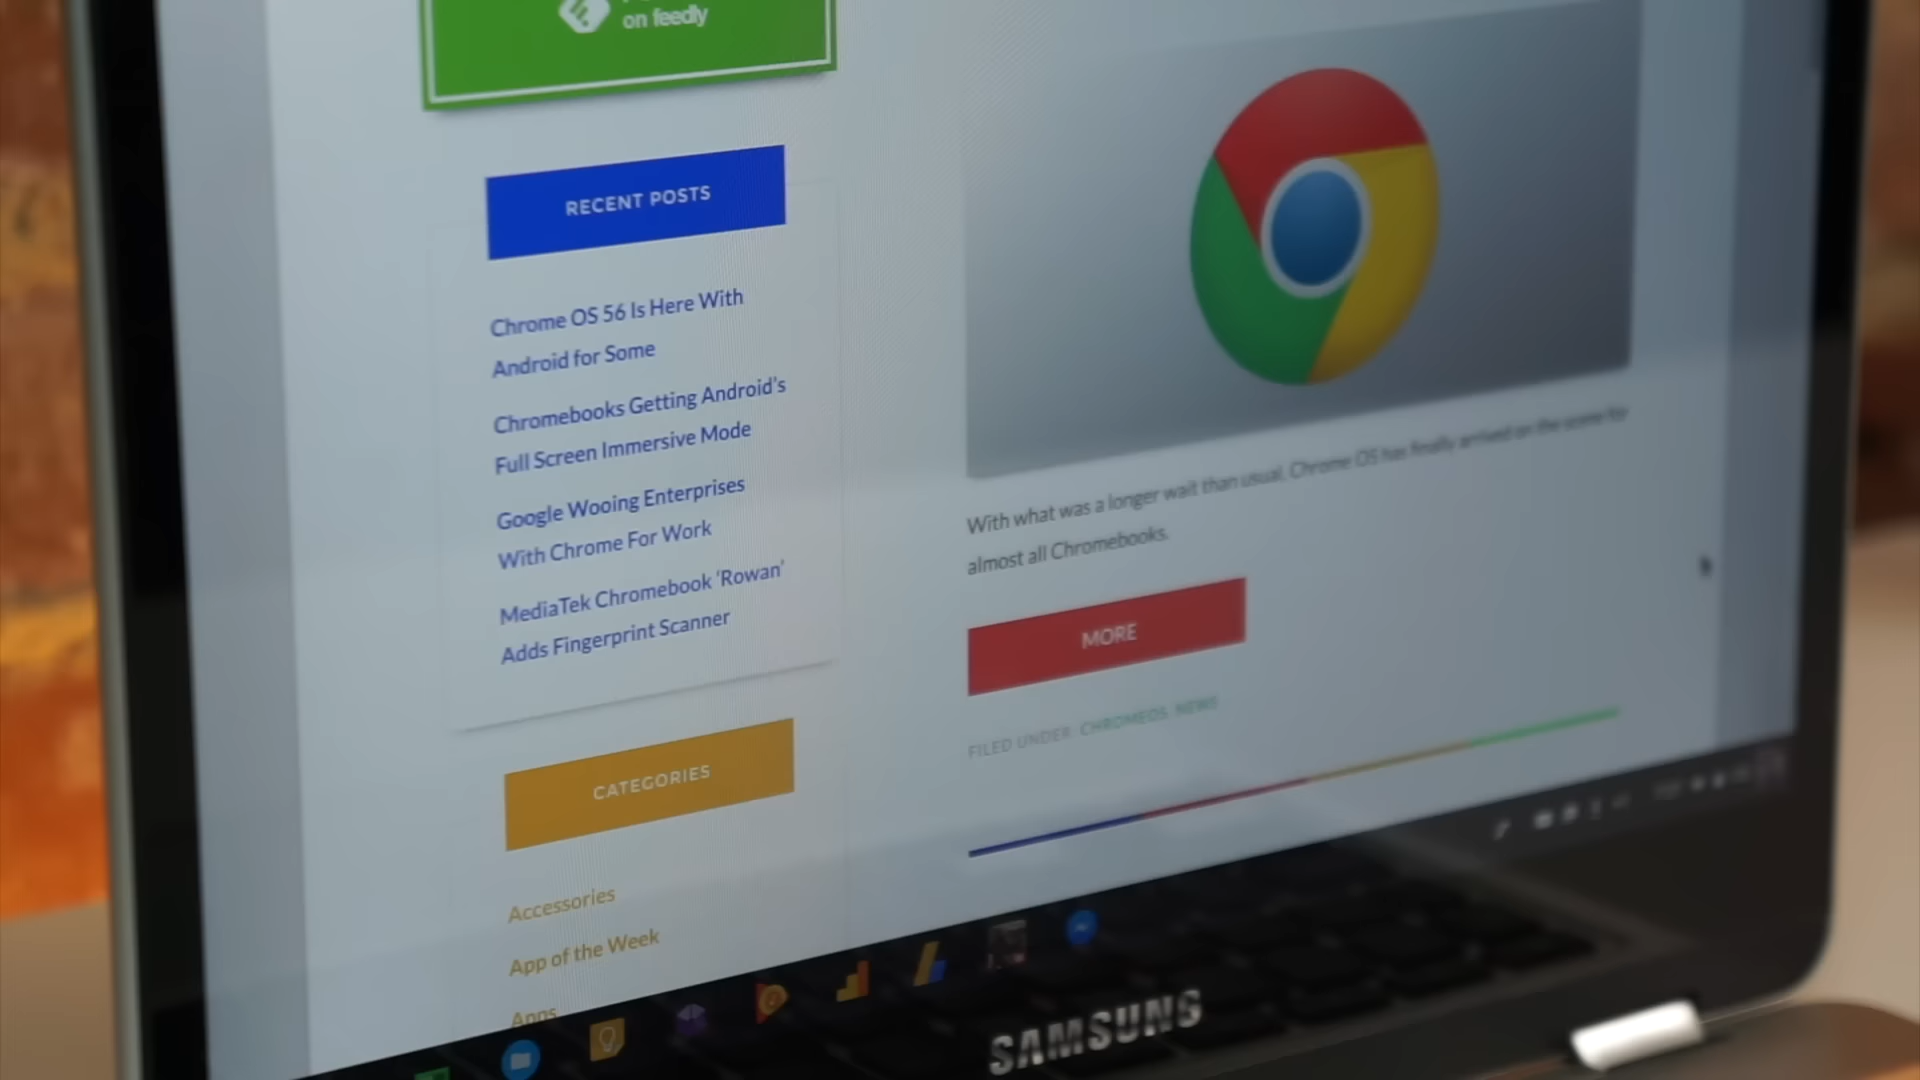 on feedly
RECENT POSTS
Chrome OS 56 Is Here With
Android for Some
Chromebooks Getting Android's
Full Screen Immersive Mode
Google Wooing Enterprises
With Chrome For Work
MediaTek Chromebook 'Rowan'
Adds Fingerprint Scanner
CATEGORIES
Accessories
App of the Week
Apps
With what was a longer wait than usual, Chrome OS has finally arrived on the scene for
almost all Chromebooks.
MORE
FILED UNDER: CHROMEOS, NEWS
SAMSUNG